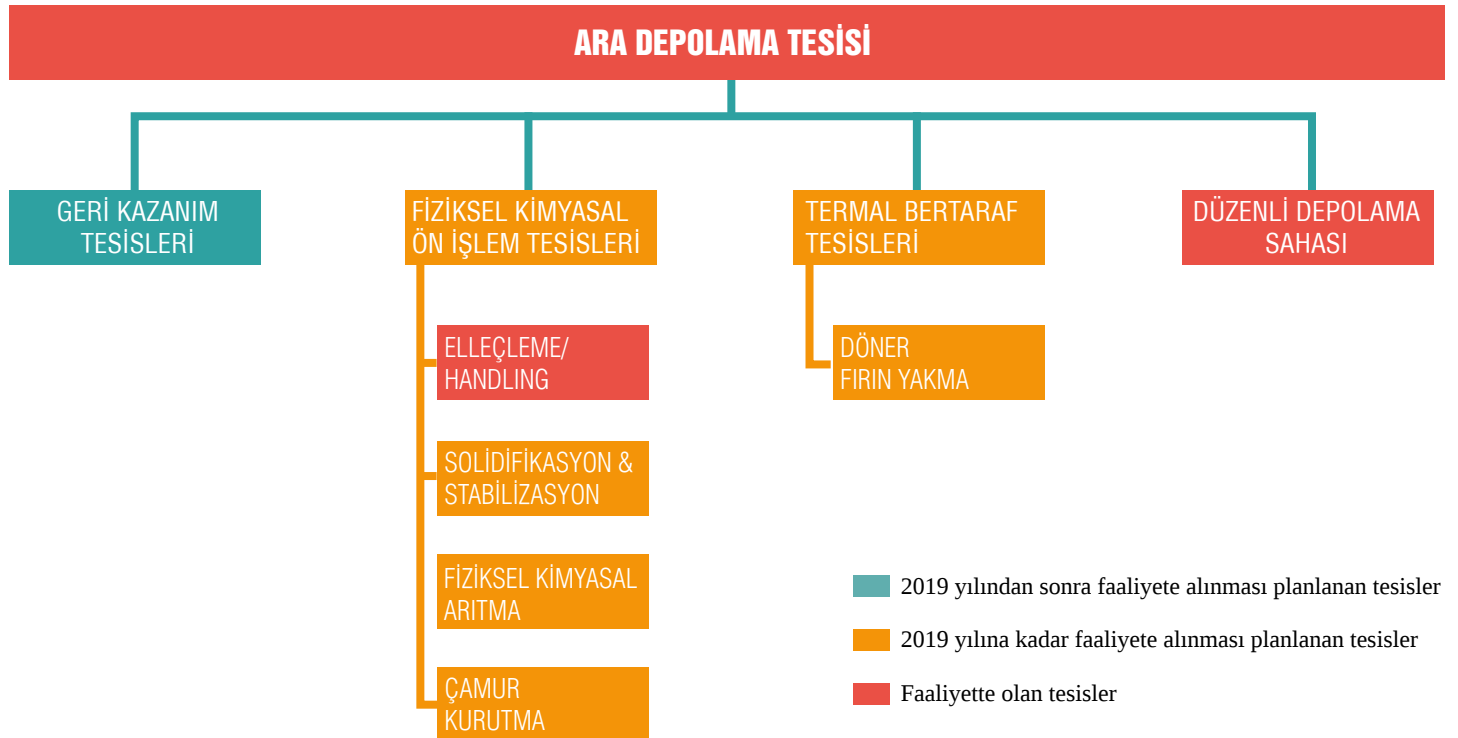 ARA DEPOLAMA TESİSİ
GERİ KAZANIM
TESİSLERİ
FİZİKSEL KİMYASAL
ÖN İŞLEM TESİSLERİ
TERMAL BERTARAF
TESİSLERİ
DÜZENLİ DEPOLAMA
SAHASI
ELLEÇLEME/
HANDLING
DÖNER
FIRIN YAKMA
SOLİDİFİKASYON &
STABİLİZASYON
FİZİKSEL KİMYASAL
ARITMA
ÇAMUR
KURUTMA
2019 yılından sonra faaliyete alınması planlanan tesisler
2019 yılına kadar faaliyete alınması planlanan tesisler
Faaliyette olan tesisler